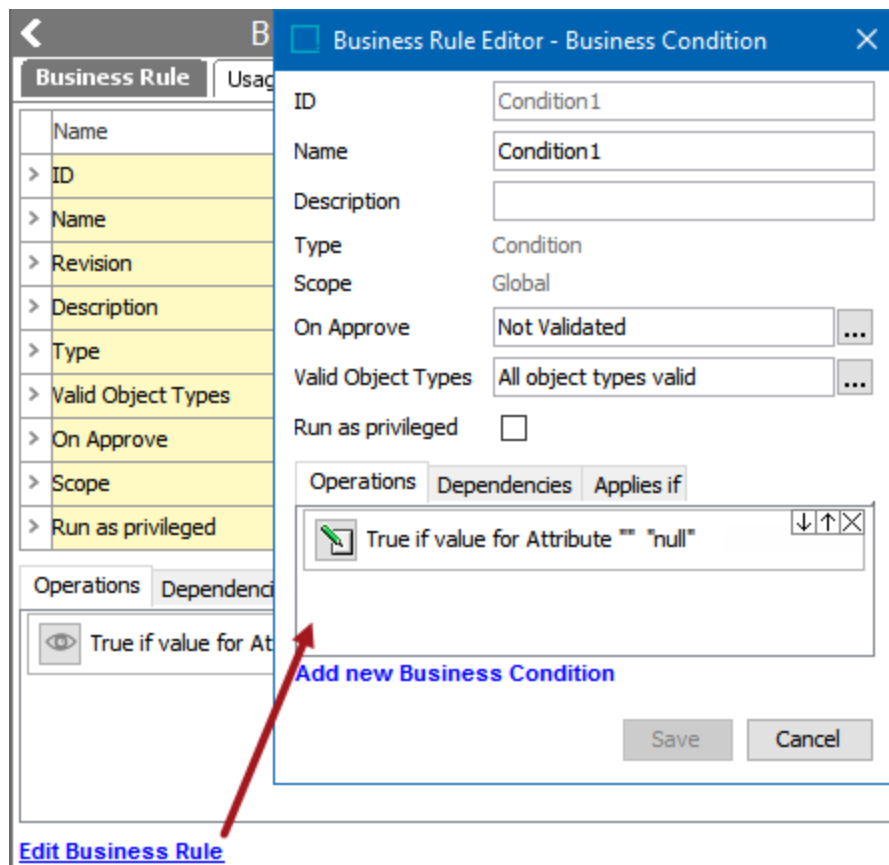 B
Business Rule Usag
Name
ID
Name
Revision
Description
Type
Valid Object Types
On Approve
Scope
Run as privileged
Operations Dependenci
True if value for At
Edit Business Rule
Business Rule Editor - Business Condition
ID Condition1
Name Condition1
Description
Type Condition
Scope Global
On Approve Not Validated ...
Valid Object Types All object types valid ...
Run as privileged
Operations Dependencies Applies if
True if value for Attribute "" "null"
Add new Business Condition
Save Cancel